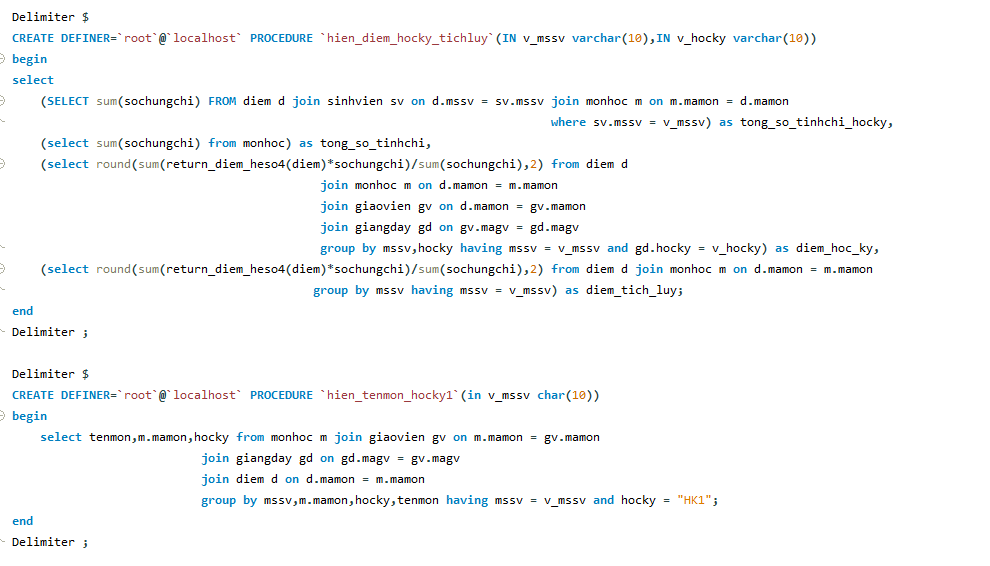 Delimiter $
CREATE DEFINER=`root`@`localhost` PROCEDURE `hien_diem_hocky_tichluy`(IN v_mssv varchar(10),IN v_hocky varchar(10))
begin
select
(SELECT sum(sochungchi) FROM diem d join sinhvien sv on d.mssv = sv.mssv join monhoc m on m.mamon = d.mamon
where sv.mssv = v_mssv) as tong_so_tinhchi_hocky,
(select sum(sochungchi) from monhoc) as tong_so_tinhchi,
(select round(sum(return_diem_heso4(diem)*sochungchi)/sum(sochungchi),2) from diem d
join monhoc m on d.mamon = m.mamon
join giaovien gv on d.mamon = gv.mamon
join giangday gd on gv.magv = gd.magv
group by mssv,hocky having mssv = v_mssv and gd.hocky = v_hocky) as diem_hoc_ky,
(select round(sum(return_diem_heso4(diem)*sochungchi)/sum(sochungchi),2) from diem d join monhoc m on d.mamon = m.mamon
group by mssv having mssv = v_mssv) as diem_tich_luy;
end
Delimiter ;
Delimiter $
CREATE DEFINER=`root`@`localhost` PROCEDURE `hien_tenmon_hocky1`(in v_mssv char(10))
begin
select tenmon,m.mamon,hocky from monhoc m join giaovien gv on m.mamon = gv.mamon
join giangday gd on gd.magv = gv.magv
join diem d on d.mamon = m.mamon
group by mssv,m.mamon,hocky,tenmon having mssv = v_mssv and hocky = "HK1";
end
Delimiter ;